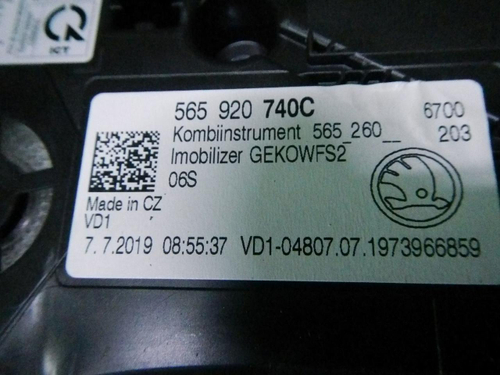 ICT
565 920 740C 6700
Kombiinstrument 565_260__ 203
Imobilizer GEKOWFS2
06S
Made in CZ
VD1
7. 7.2019 08:55:37 VD1-04807.07.1973966859